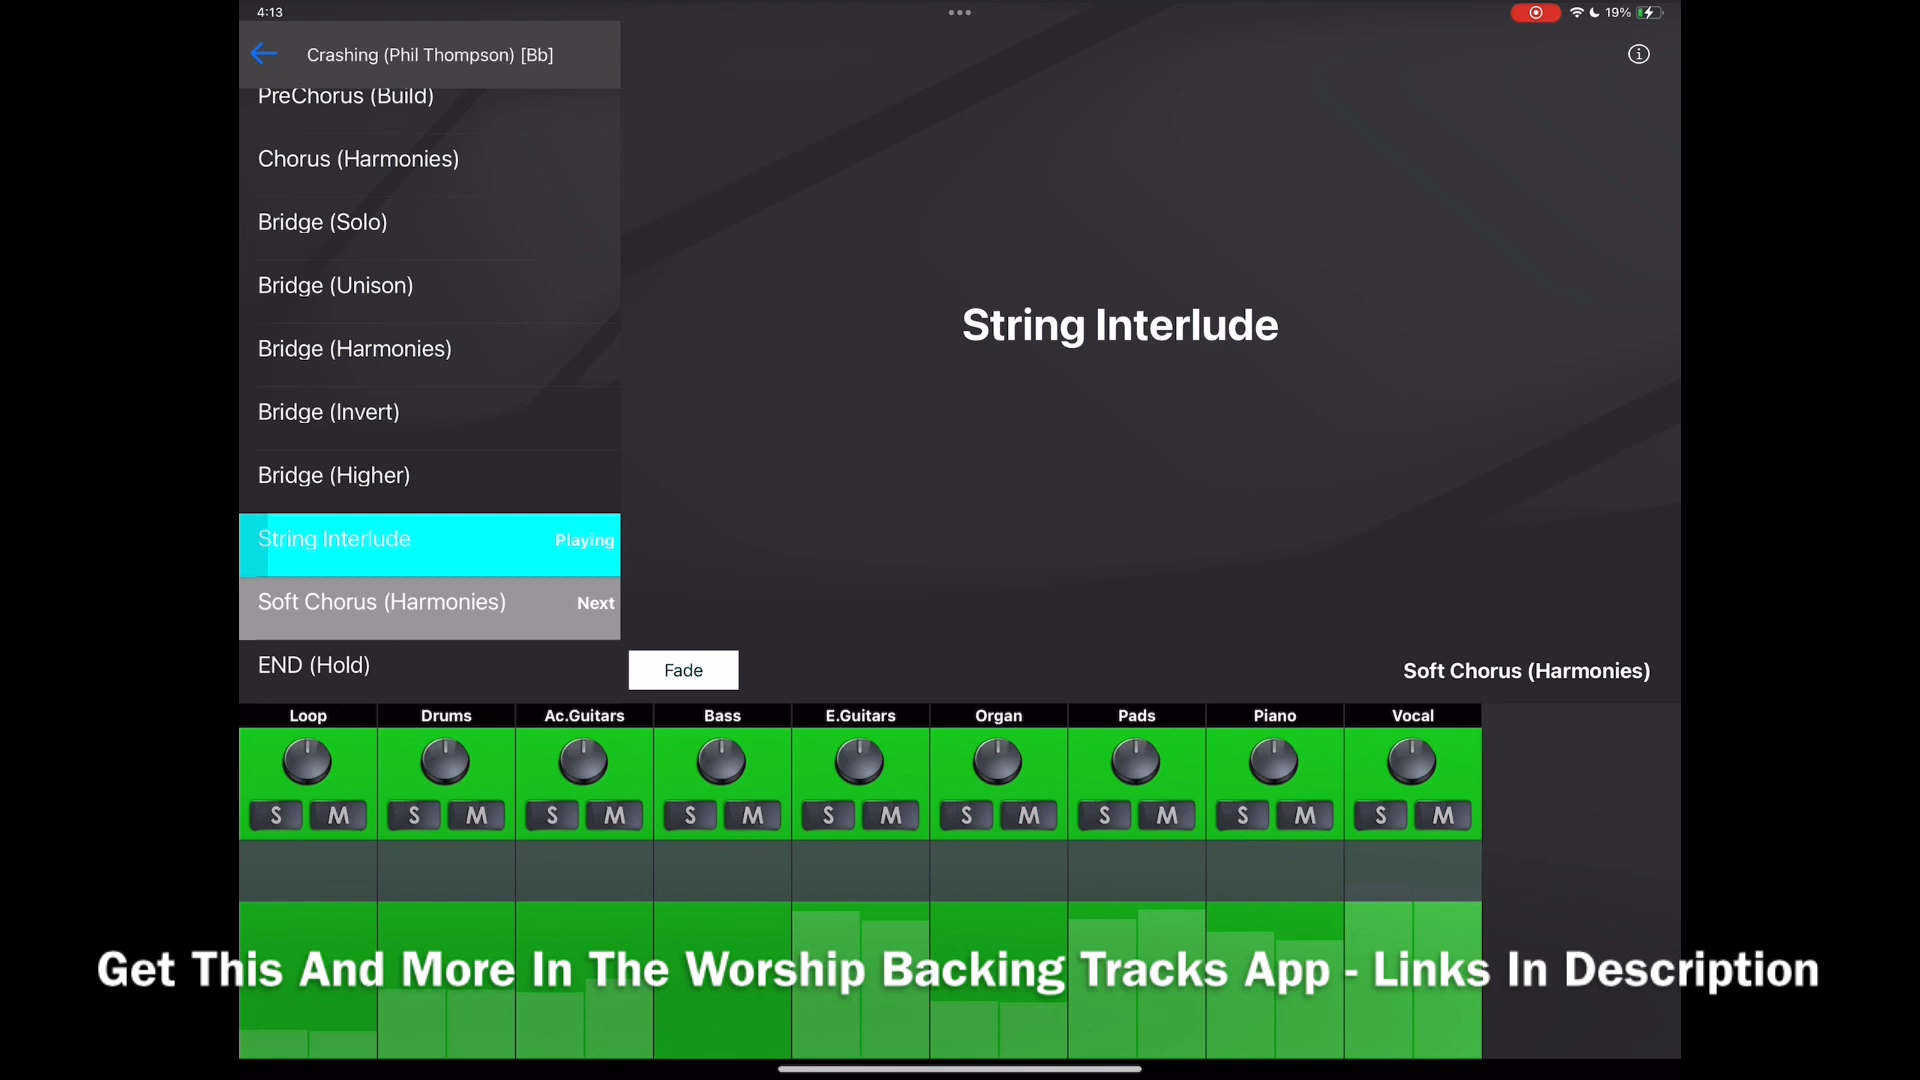 4:13
19%
Crashing (Phil Thompson) [Bb]
PreChorus (Build)
Chorus (Harmonies)
Bridge (Solo)
Bridge (Unison)
Bridge (Harmonies)
Bridge (Invert)
Bridge (Higher)
String Interlude Playing
Soft Chorus (Harmonies) Next
END (Hold)
String Interlude
Fade
Soft Chorus (Harmonies)
Loop Drums Ac.Guitars Bass E.Guitars Organ Pads Piano Vocal
S M S M S M S M S M S M S M S M S M
Get This And More In The Worship Backing Tracks App - Links In Description